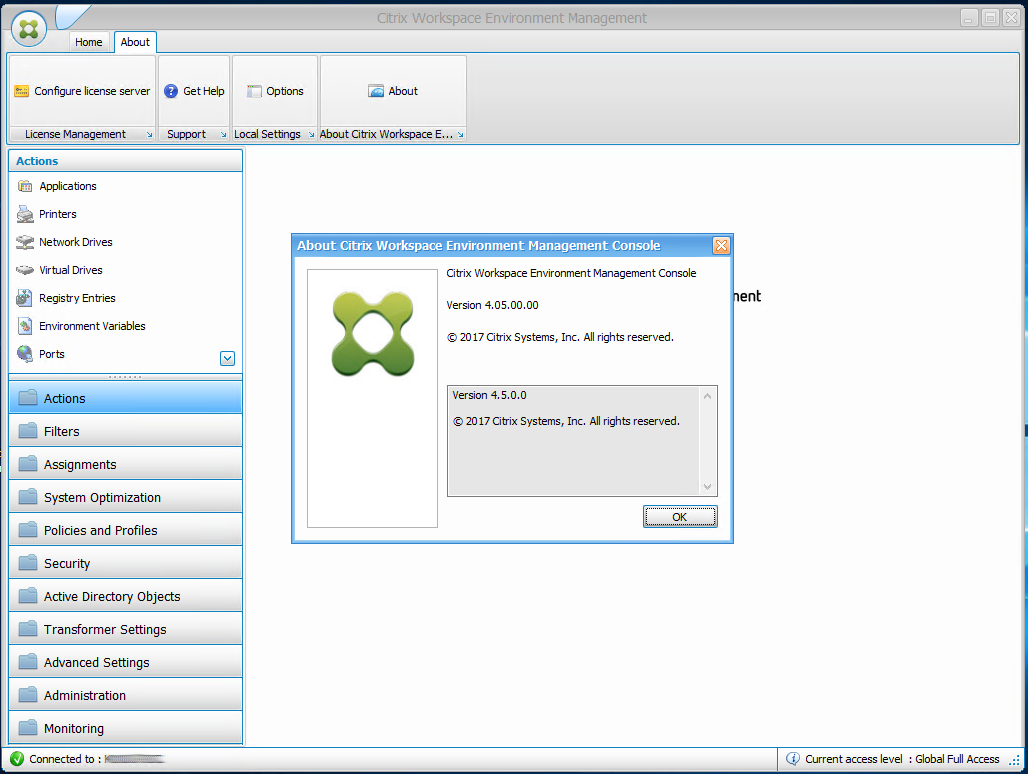 Citrix Workspace Environment Management
Home
About
Configure license server
Get Help
Options
About
License Management
Support
Local Settings
About Citrix Workspace E...
Actions
Applications
Printers
Network Drives
Virtual Drives
Registry Entries
Environment Variables
Ports
Actions
Filters
Assignments
System Optimization
Policies and Profiles
Security
Active Directory Objects
Transformer Settings
Advanced Settings
Administration
Monitoring
About Citrix Workspace Environment Management Console
Citrix Workspace Environment Management Console
Version 4.05.00.00
© 2017 Citrix Systems, Inc. All rights reserved.
Version 4.5.0.0
© 2017 Citrix Systems, Inc. All rights reserved.
OK
Connected to :
Current access level : Global Full Access